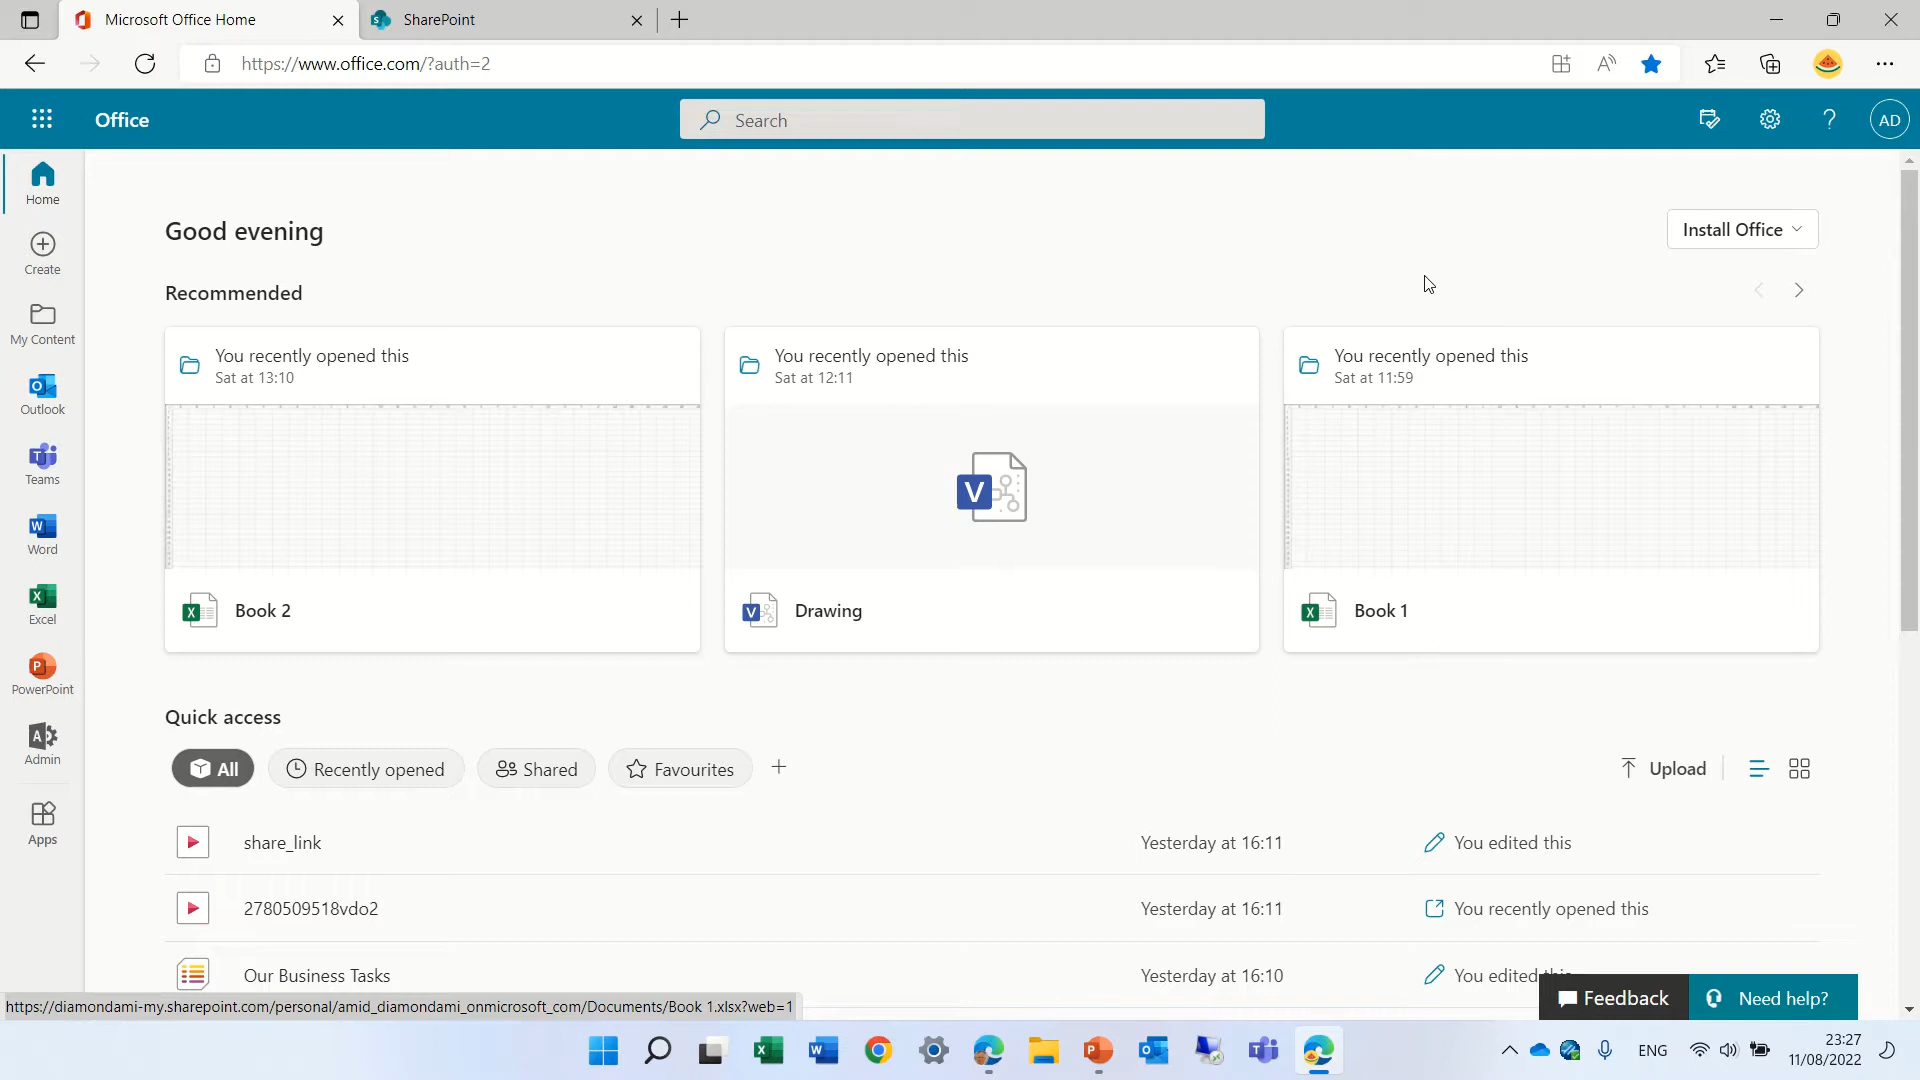 Microsoft Office Home
SharePoint
https://www.office.com/?auth=2
Office
Search
AD
Home
Create
My Content
Outlook
Teams
Word
Excel
PowerPoint
Admin
Apps
Good evening
Install Office
Recommended
You recently opened this
Sat at 13:10
Book 2
You recently opened this
Sat at 12:11
Drawing
You recently opened this
Sat at 11:59
Book 1
Quick access
All
Recently opened
Shared
Favourites
Upload
share_link
Yesterday at 16:11
You edited this
2780509518vdo2
Yesterday at 16:11
You recently opened this
Our Business Tasks
Yesterday at 16:10
You edited this
Feedback
Need help?
https://diamondami-my.sharepoint.com/personal/amid_diamondami_onmicrosoft_com/Documents/Book 1.xlsx?web=1
ENG
23:27
11/08/2022